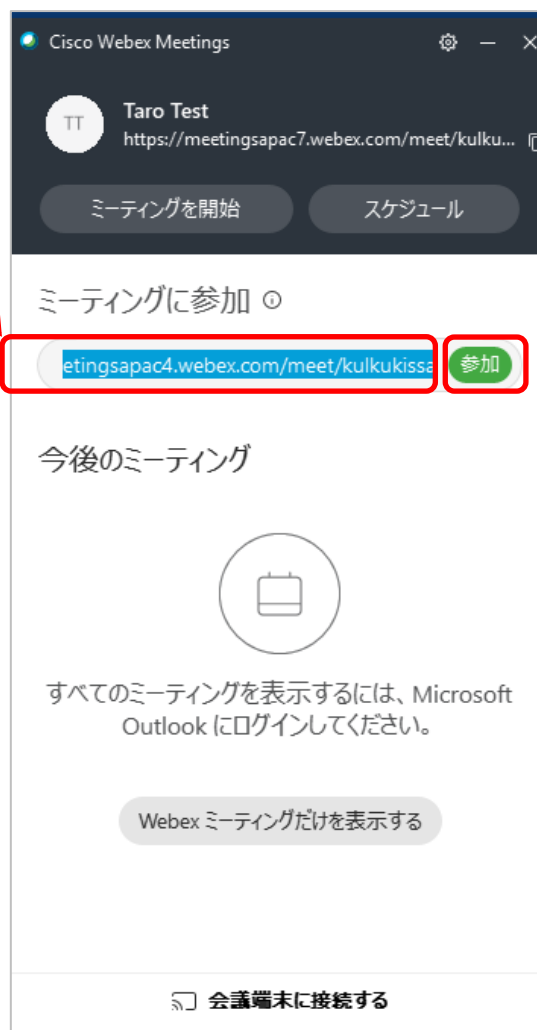 Cisco Webex Meetings
TT
Taro Test
https://meetingsapac7.webex.com/meet/kulku...
ミーティングを開始
スケジュール
ミーティングに参加
etingsapac4.webex.com/meet/kulkukissa
参加
今後のミーティング
すべてのミーティングを表示するには、Microsoft
Outlook にログインしてください。
Webex ミーティングだけを表示する
会議端末に接続する